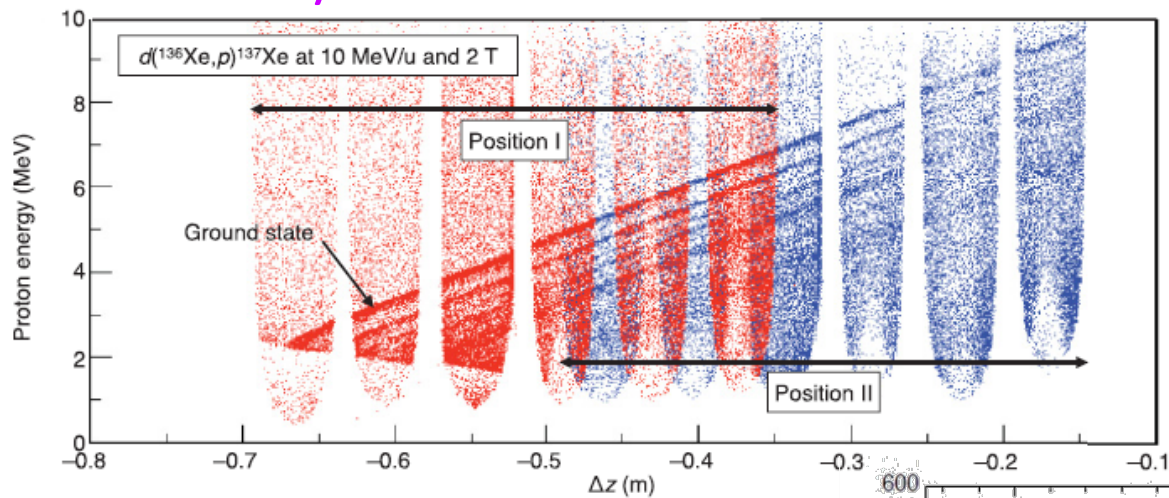 10
d(¹³⁶Xe,p)¹³⁷Xe at 10 MeV/u and 2 T
8
Position I
6
Ground state
4
2
Position II
0
Proton energy (MeV)
−0.8 −0.7 −0.6 −0.5 −0.4 −0.3 −0.2 −0.1
Δz (m)
600